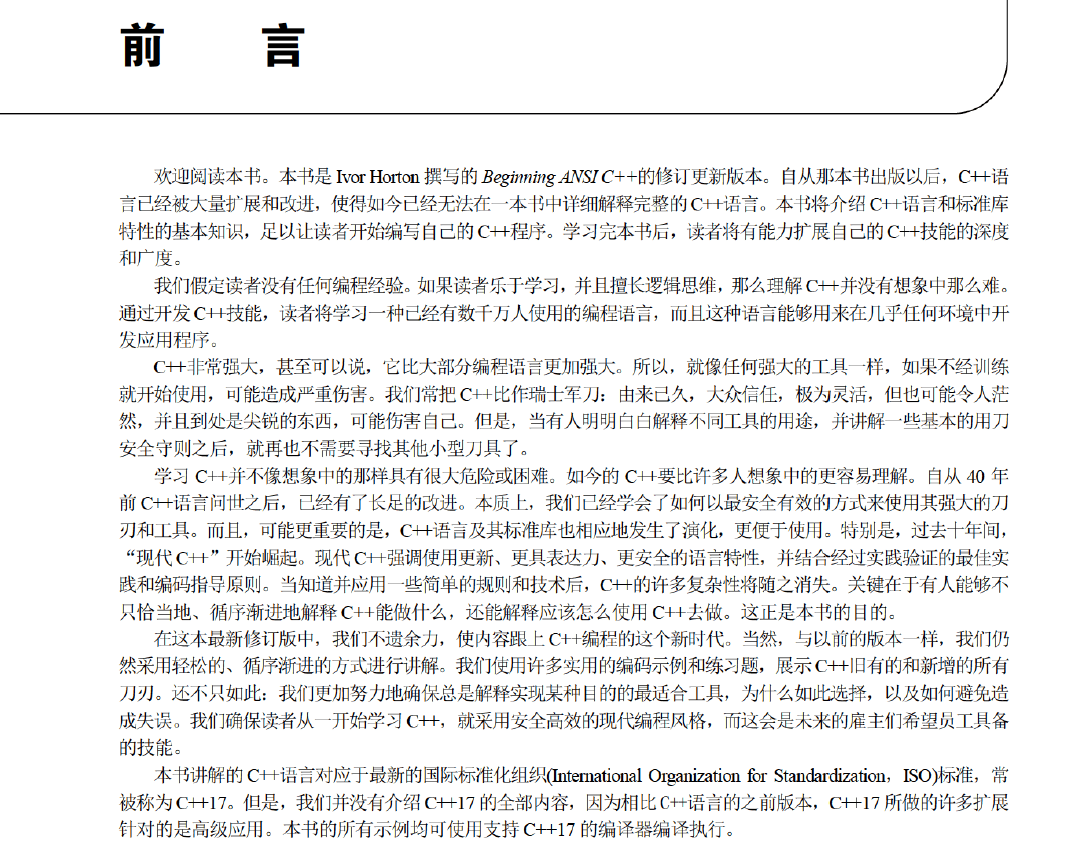 前 言
欢迎阅读本书。本书是 Ivor Horton 撰写的 Beginning ANSI C++的修订更新版本。自从那本书出版以后，C++语
言已经被大量扩展和改进，使得如今已经无法在一本书中详细解释完整的 C++语言。本书将介绍 C++语言和标准库
特性的基本知识，足以让读者开始编写自己的 C++程序。学习完本书后，读者将有能力扩展自己的 C++技能的深度
和广度。
我们假定读者没有任何编程经验。如果读者乐于学习，并且擅长逻辑思维，那么理解 C++并没有想象中那么难。
通过开发 C++技能，读者将学习一种已经有数千万人使用的编程语言，而且这种语言能够用来在几乎任何环境中开
发应用程序。
C++非常强大，甚至可以说，它比大部分编程语言更加强大。所以，就像任何强大的工具一样，如果不经训练
就开始使用，可能造成严重伤害。我们常把 C++比作瑞士军刀：由来已久，大众信任，极为灵活，但也可能令人茫
然，并且到处是尖锐的东西，可能伤害自己。但是，当有人明明白白解释不同工具的用途，并讲解一些基本的用刀
安全守则之后，就再也不需要寻找其他小型刀具了。
学习 C++并不像想象中的那样具有很大危险或困难。如今的 C++要比许多人想象中的更容易理解。自从 40 年
前 C++语言问世之后，已经有了长足的改进。本质上，我们已经学会了如何以最安全有效的方式来使用其强大的刀
刃和工具。而且，可能更重要的是，C++语言及其标准库也相应地发生了演化，更便于使用。特别是，过去十年间，
“现代 C++”开始崛起。现代 C++强调使用更新、更具表达力、更安全的语言特性，并结合经过实践验证的最佳实
践和编码指导原则。当知道并应用一些简单的规则和技术后，C++的许多复杂性将随之消失。关键在于有人能够不
只恰当地、循序渐进地解释 C++能做什么，还能解释应该怎么使用 C++去做。这正是本书的目的。
在这本最新修订版中，我们不遗余力，使内容跟上 C++编程的这个新时代。当然，与以前的版本一样，我们仍
然采用轻松的、循序渐进的方式进行讲解。我们使用许多实用的编码示例和练习题，展示 C++旧有的和新增的所有
刀刃。还不只如此：我们更加努力地确保总是解释实现某种目的的最适合工具，为什么如此选择，以及如何避免造
成失误。我们确保读者从一开始学习 C++，就采用安全高效的现代编程风格，而这会是未来的雇主们希望员工具备
的技能。
本书讲解的 C++语言对应于最新的国际标准化组织(International Organization for Standardization，ISO)标准，常
被称为 C++17。但是，我们并没有介绍 C++17 的全部内容，因为相比 C++语言的之前版本，C++17 所做的许多扩展
针对的是高级应用。本书的所有示例均可使用支持 C++17 的编译器编译执行。